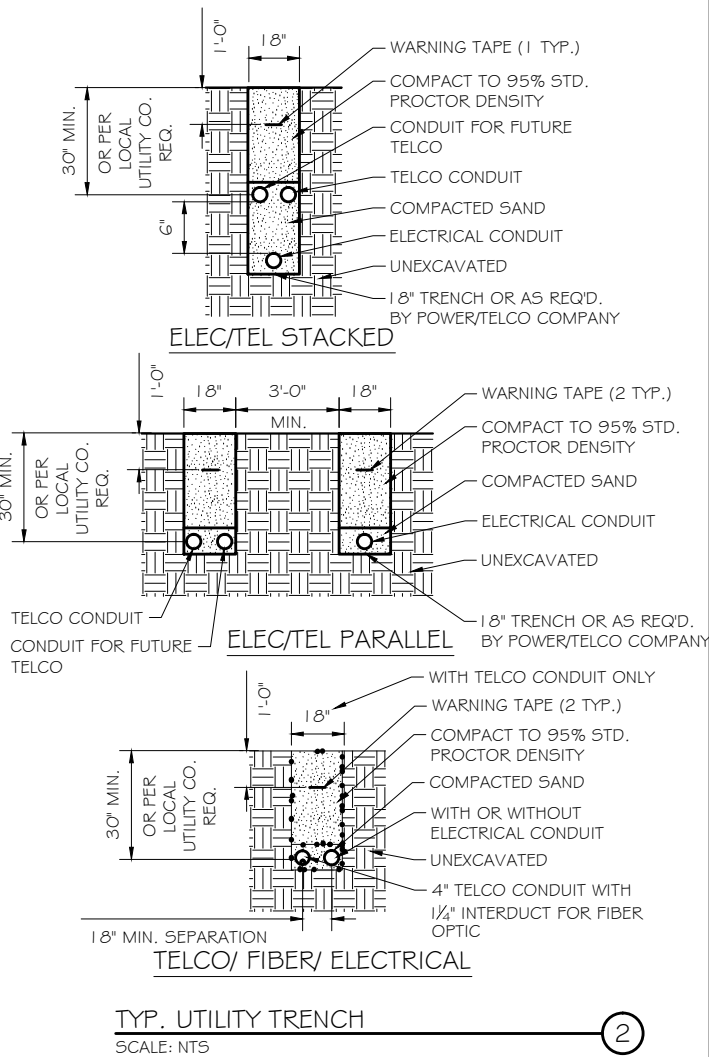 1'-0"
18"
WARNING TAPE (1 TYP.)
COMPACT TO 95% STD.
PROCTOR DENSITY
CONDUIT FOR FUTURE
TELCO
TELCO CONDUIT
COMPACTED SAND
ELECTRICAL CONDUIT
UNEXCAVATED
18" TRENCH OR AS REQ'D.
BY POWER/TELCO COMPANY
30" MIN.
OR PER
LOCAL
UTILITY CO.
REQ.
6"
ELEC/TEL STACKED
1'-0"
18"
3'-0"
MIN.
18"
WARNING TAPE (2 TYP.)
COMPACT TO 95% STD.
PROCTOR DENSITY
COMPACTED SAND
ELECTRICAL CONDUIT
UNEXCAVATED
18" TRENCH OR AS REQ'D.
BY POWER/TELCO COMPANY
30" MIN.
OR PER
LOCAL
UTILITY CO.
REQ.
TELCO CONDUIT
CONDUIT FOR FUTURE
TELCO
ELEC/TEL PARALLEL
1'-0"
18"
WITH TELCO CONDUIT ONLY
WARNING TAPE (2 TYP.)
COMPACT TO 95% STD.
PROCTOR DENSITY
COMPACTED SAND
WITH OR WITHOUT
ELECTRICAL CONDUIT
UNEXCAVATED
4" TELCO CONDUIT WITH
1¼" INTERDUCT FOR FIBER
OPTIC
30" MIN.
OR PER
LOCAL
UTILITY CO.
REQ.
18" MIN. SEPARATION
TELCO/ FIBER/ ELECTRICAL
TYP. UTILITY TRENCH
2
SCALE: NTS